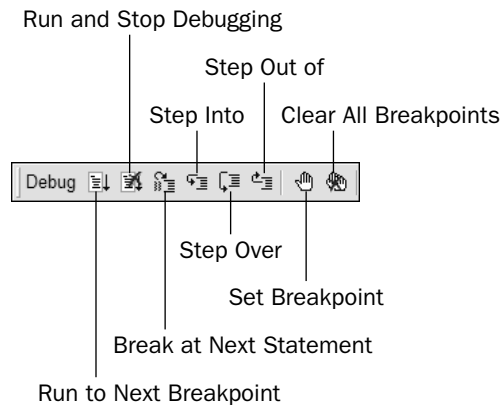 Run and Stop Debugging
Step Out of
Step Into
Clear All Breakpoints
Debug
Step Over
Set Breakpoint
Break at Next Statement
Run to Next Breakpoint